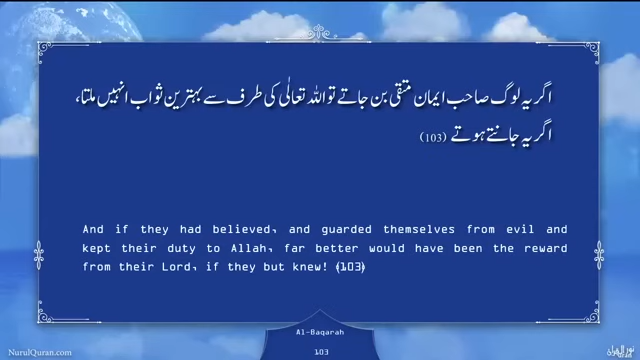 اگر یہ لوگ صاحب ایمان متقی بن جاتے تو اللہ تعالٰی کی طرف سے بہترین ثواب انہیں ملتا،
اگر یہ جانتے ہوتے (103)
And if they had believed, and guarded themselves from evil and
kept their duty to Allah, far better would have been the reward
from their Lord, if they but knew! (103)
Al-Baqarah
103
NurulQuran.com